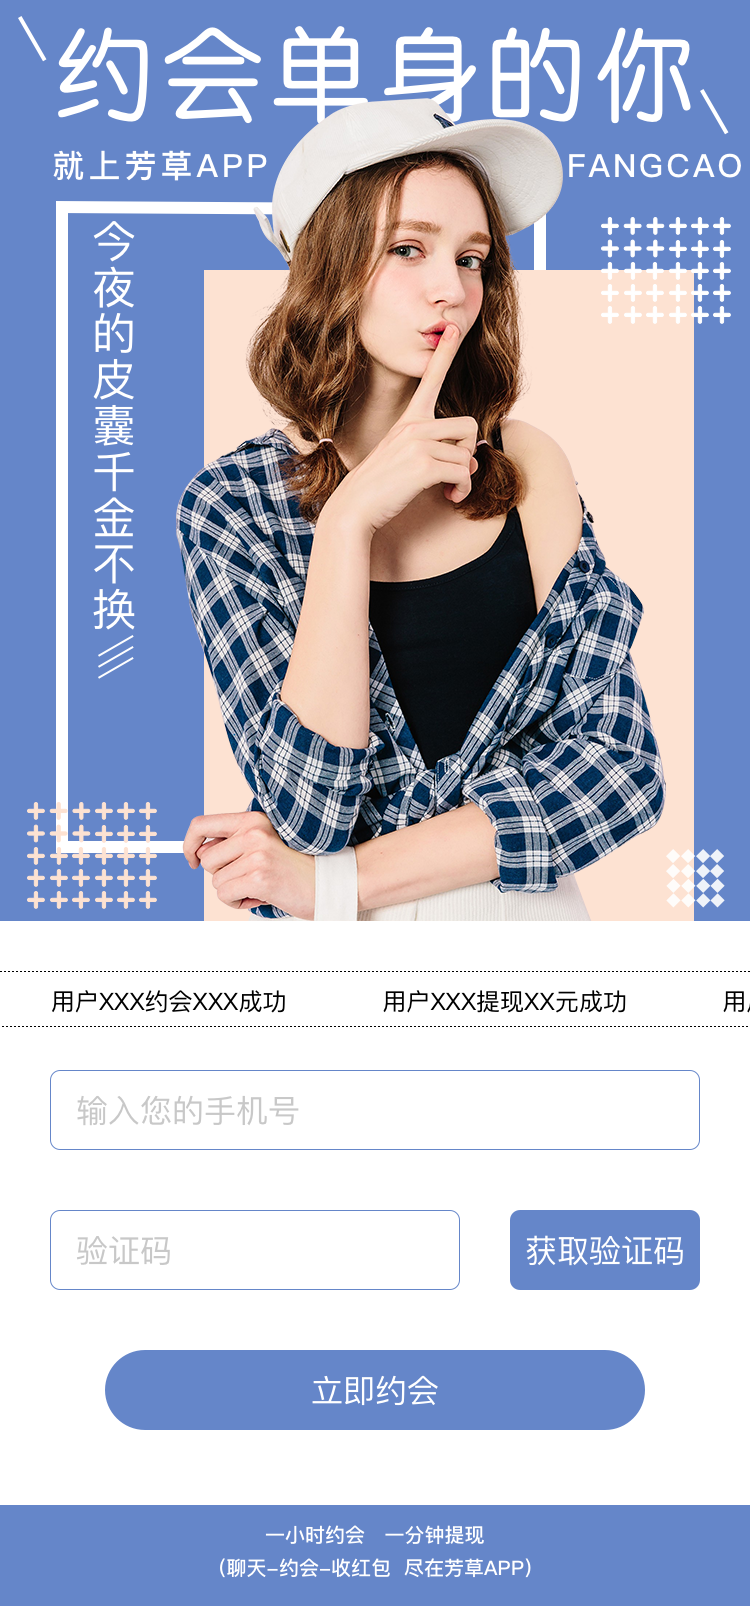 约会单身的你
就上芳草APP
FANGCAO
今夜的皮囊千金不换
用户XXX约会XXX成功 用户XXX提现XX元成功 用
输入您的手机号
验证码 获取验证码
立即约会
一小时约会 一分钟提现
（聊天-约会-收红包 尽在芳草APP）